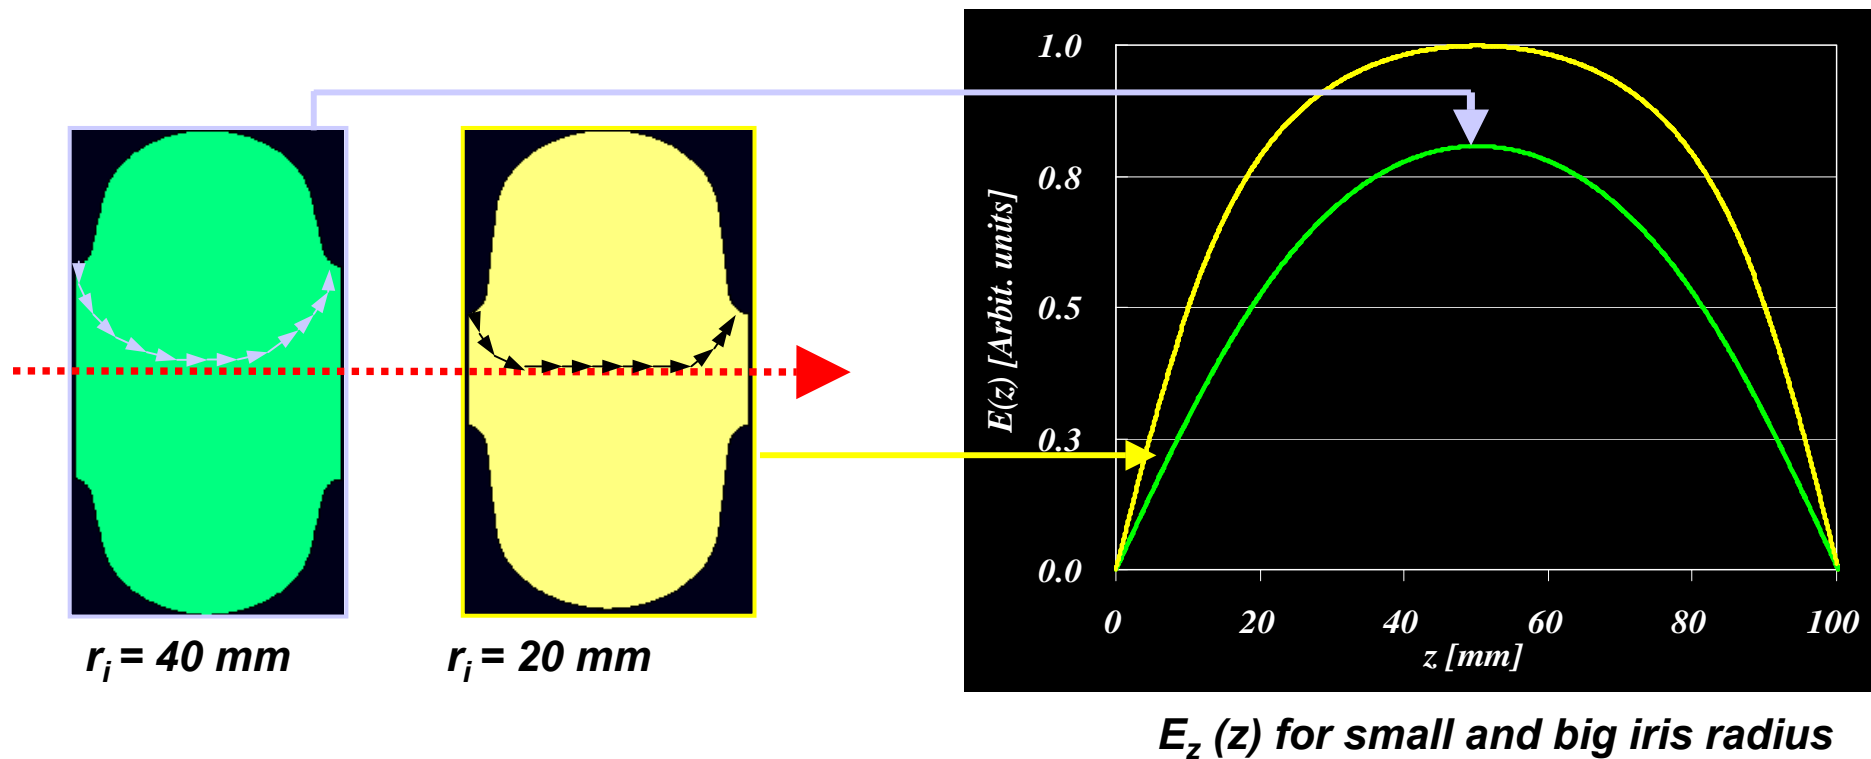 r_i = 40 mm
r_i = 20 mm
E(z) [Arbit. units]
1.0
0.8
0.5
0.3
0.0
0 20 40 60 80 100
z [mm]
E_z (z) for small and big iris radius